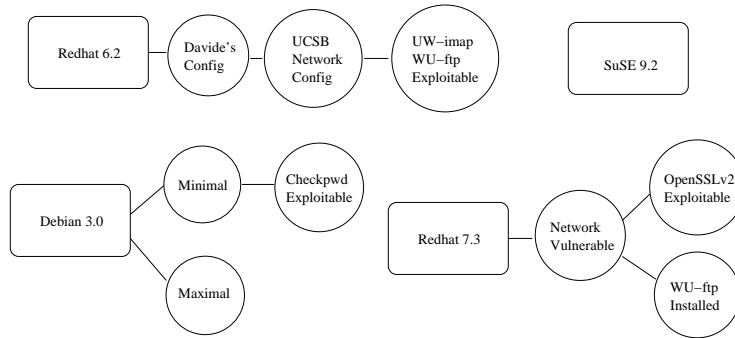 Redhat 6.2
Davide's
Config
UCSB
Network
Config
UW-imap
WU-ftp
Exploitable
SuSE 9.2
Debian 3.0
Minimal
Checkpwd
Exploitable
Maximal
Redhat 7.3
Network
Vulnerable
OpenSSLv2
Exploitable
WU-ftp
Installed